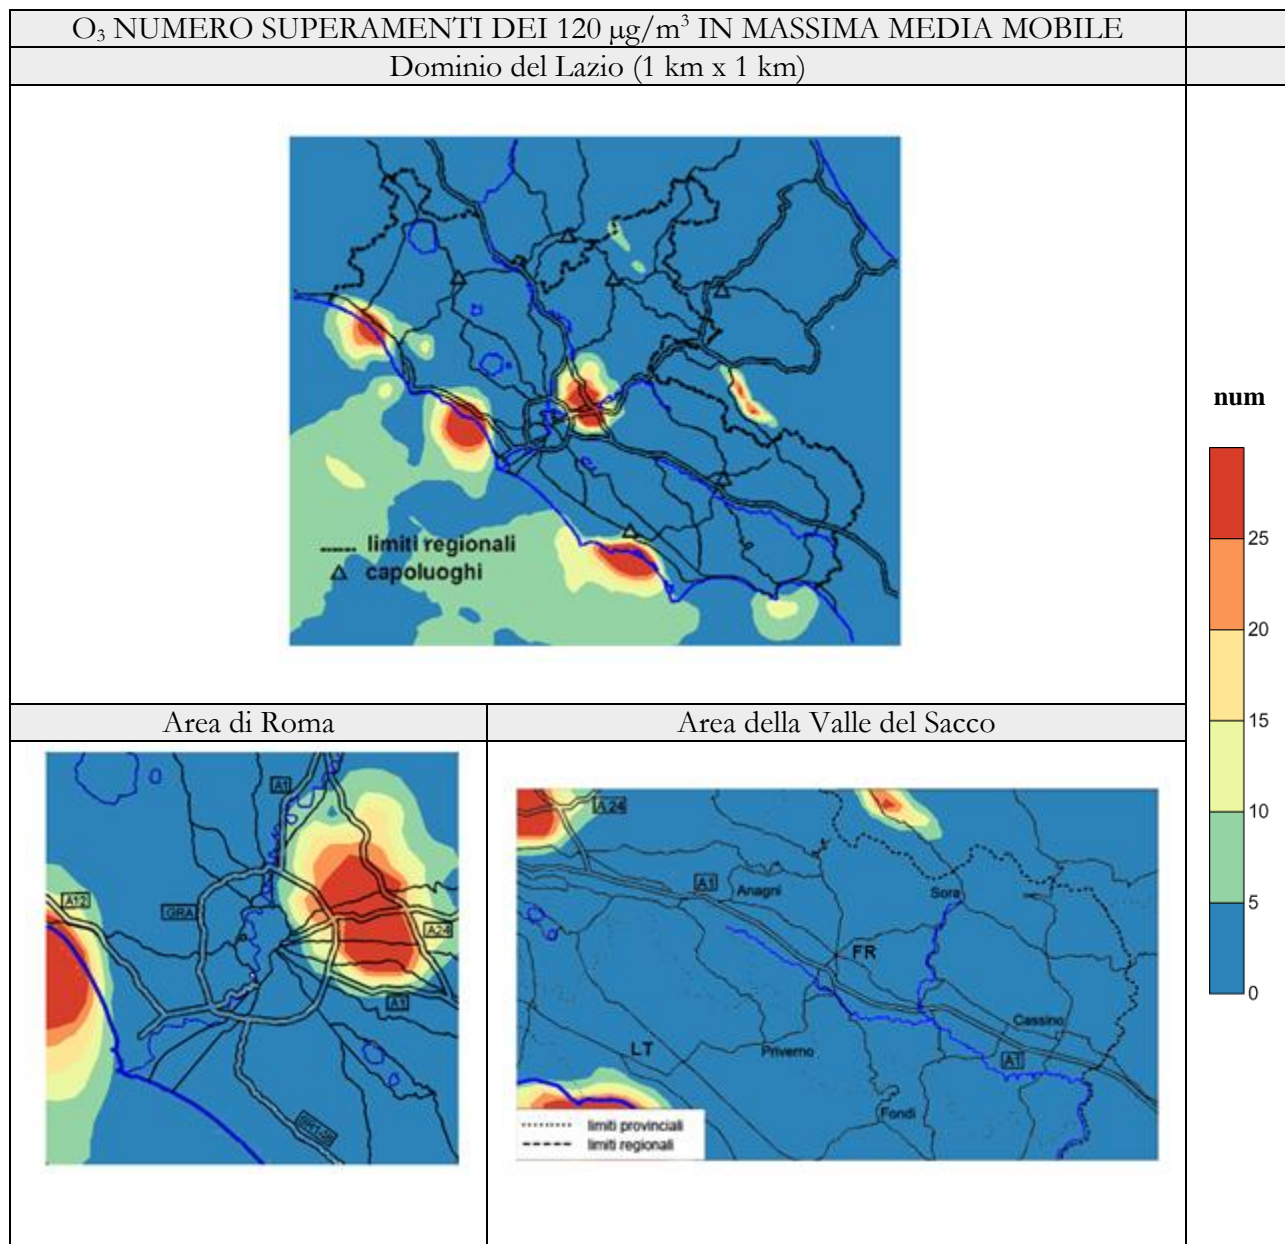 O₃ NUMERO SUPERAMENTI DEI 120 μg/m³ IN MASSIMA MEDIA MOBILE
Dominio del Lazio (1 km x 1 km)
limiti regionali
capoluoghi
num
25
20
15
10
5
0
Area di Roma
Area della Valle del Sacco
A1
A12
GRA
A24
A1
A24
A1
Anagni
Sora
FR
Cassino
LT
Priverno
A1
Fondi
limiti provinciali
limiti regionali